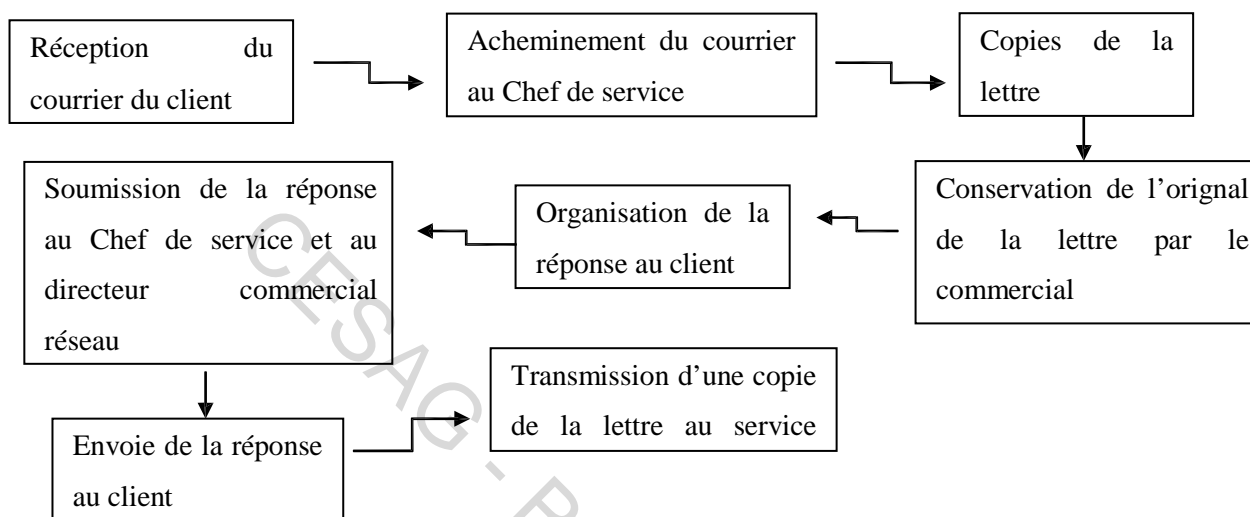 Réception du
courrier du client
Acheminement du courrier
au Chef de service
Copies de la
lettre
Conservation de l'orignal
de la lettre par le
commercial
Organisation de la
réponse au client
Soumission de la réponse
au Chef de service et au
directeur commercial
réseau
Envoie de la réponse
au client
Transmission d'une copie
de la lettre au service
CESAG -